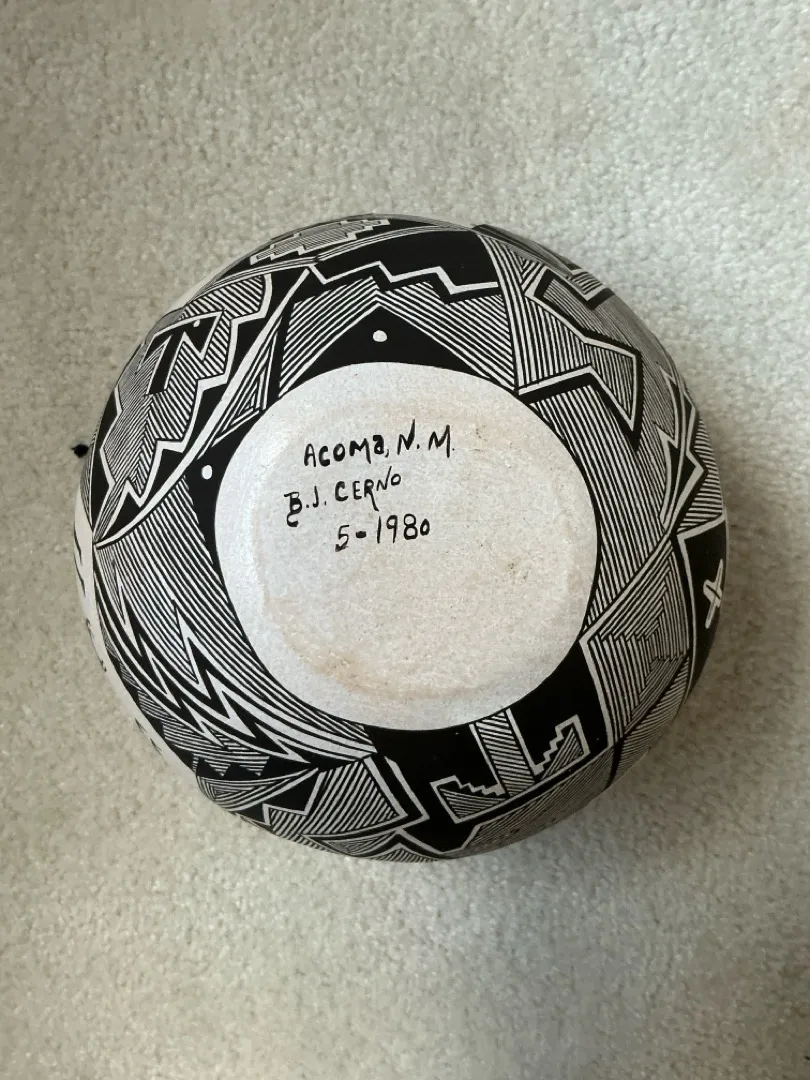 ACOMa, N.M.
B.J. CERNO
5-1980